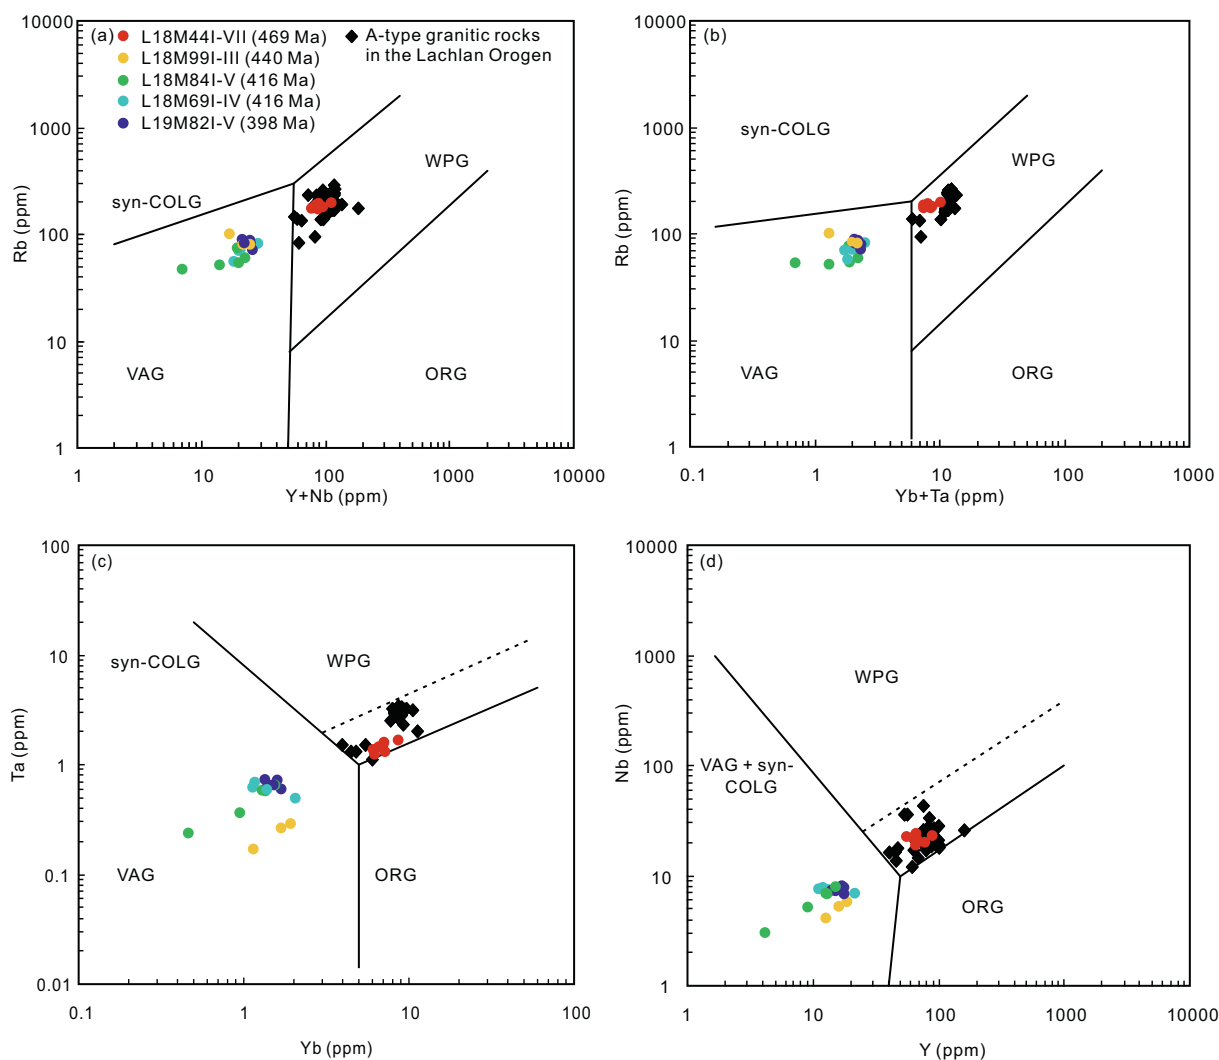 (a)
L18M44I-VII (469 Ma)
L18M99I-III (440 Ma)
L18M84I-V (416 Ma)
L18M69I-IV (416 Ma)
L19M82I-V (398 Ma)
A-type granitic rocks
in the Lachlan Orogen
syn-COLG
WPG
VAG
ORG
10000
1000
100
10
1
Rb (ppm)
1
10
100
1000
10000
Y+Nb (ppm)
(b)
syn-COLG
WPG
VAG
ORG
10000
1000
100
10
1
Rb (ppm)
0.1
1
10
100
1000
Yb+Ta (ppm)
(c)
syn-COLG
WPG
VAG
ORG
100
10
1
0.1
0.01
Ta (ppm)
0.1
1
10
100
Yb (ppm)
(d)
WPG
VAG + syn-
COLG
ORG
10000
1000
100
10
1
Nb (ppm)
1
10
100
1000
10000
Y (ppm)